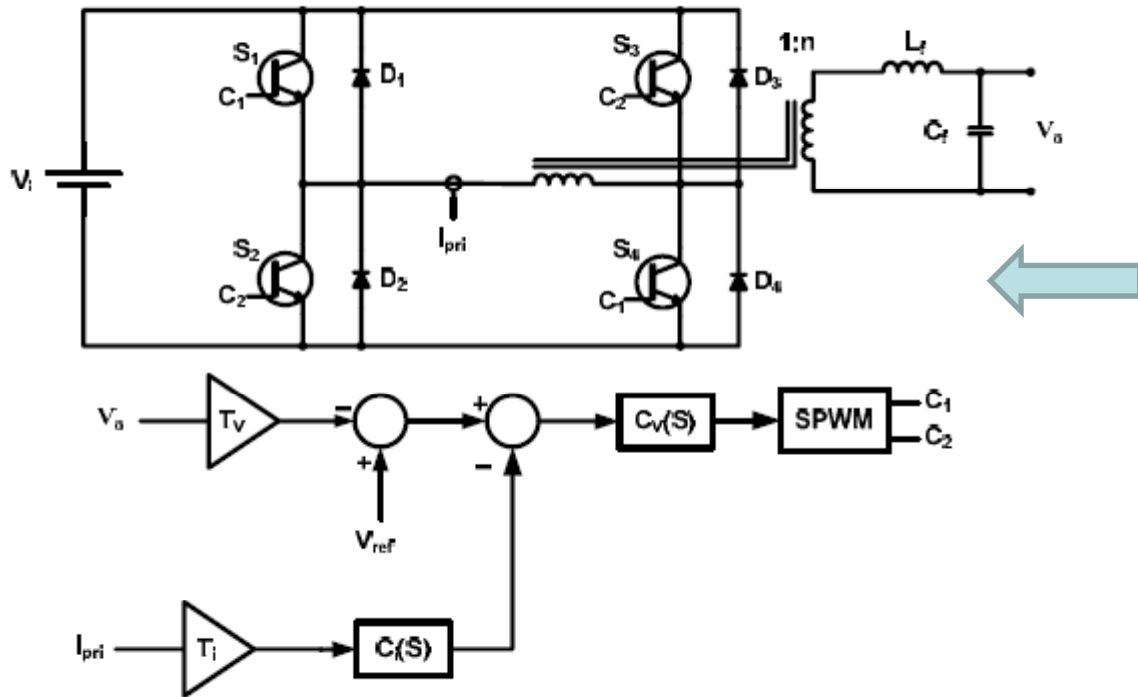 S1
D1
C1
S3
D3
C2
1:n
Lf
Cf
Vo
Vi
Ipri
S2
D2
C2
S4
D4
C1
Vo
Tv
−
+
+
−
Vref
Cv(S)
SPWM
C1
C2
Ipri
Ti
Ci(S)